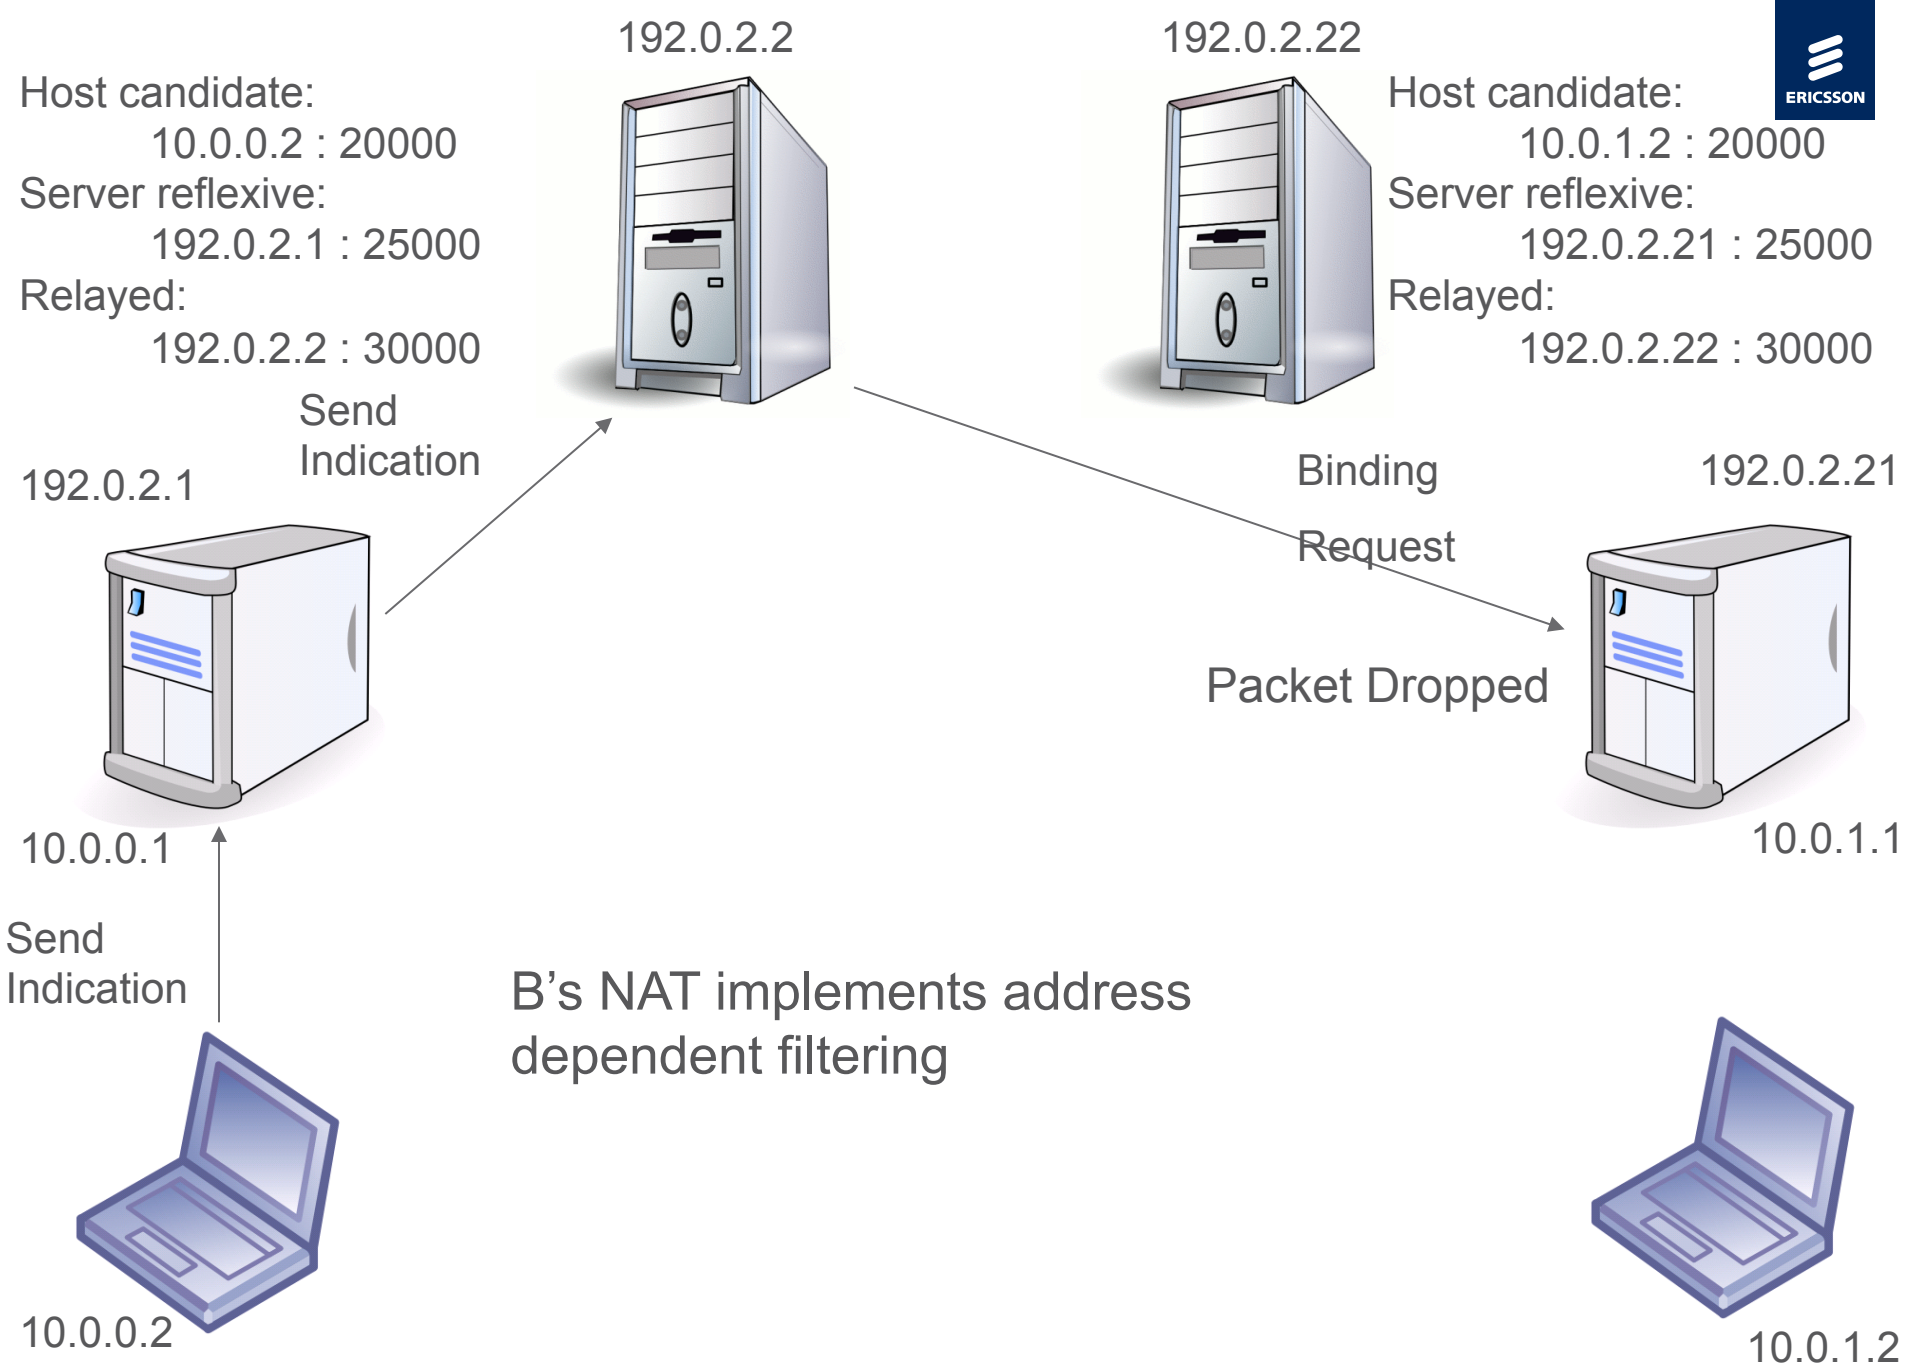 192.0.2.2
192.0.2.22
ERICSSON
Host candidate:
10.0.0.2 : 20000
Server reflexive:
192.0.2.1 : 25000
Relayed:
192.0.2.2 : 30000
Host candidate:
10.0.1.2 : 20000
Server reflexive:
192.0.2.21 : 25000
Relayed:
192.0.2.22 : 30000
Send
Indication
192.0.2.1
Binding
Request
192.0.2.21
Packet Dropped
10.0.0.1
10.0.1.1
Send
Indication
B’s NAT implements address
dependent filtering
10.0.0.2
10.0.1.2